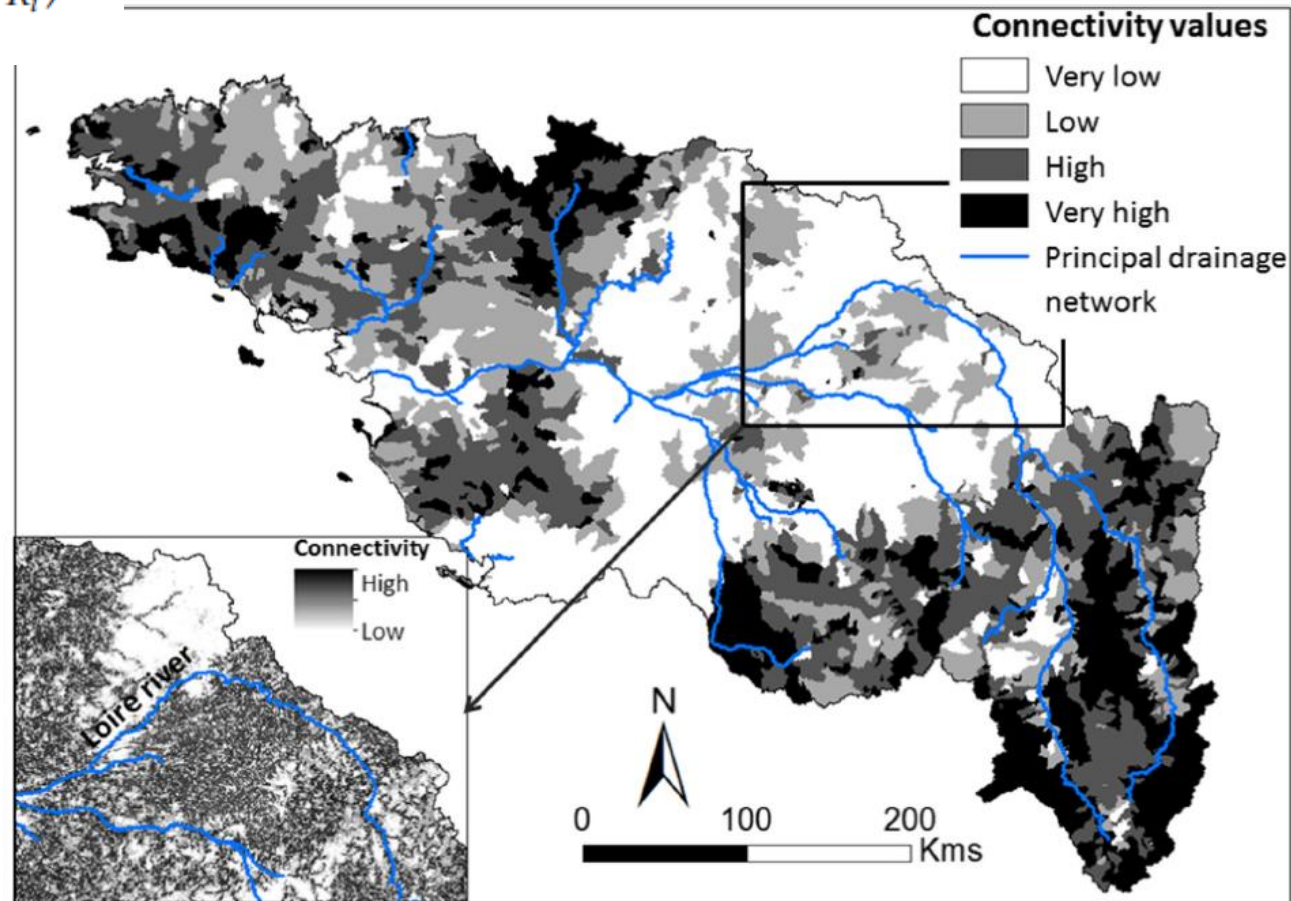 Connectivity values
Very low
Low
High
Very high
Principal drainage
network
Connectivity
High
Low
Loire river
N
0 100 200
Kms